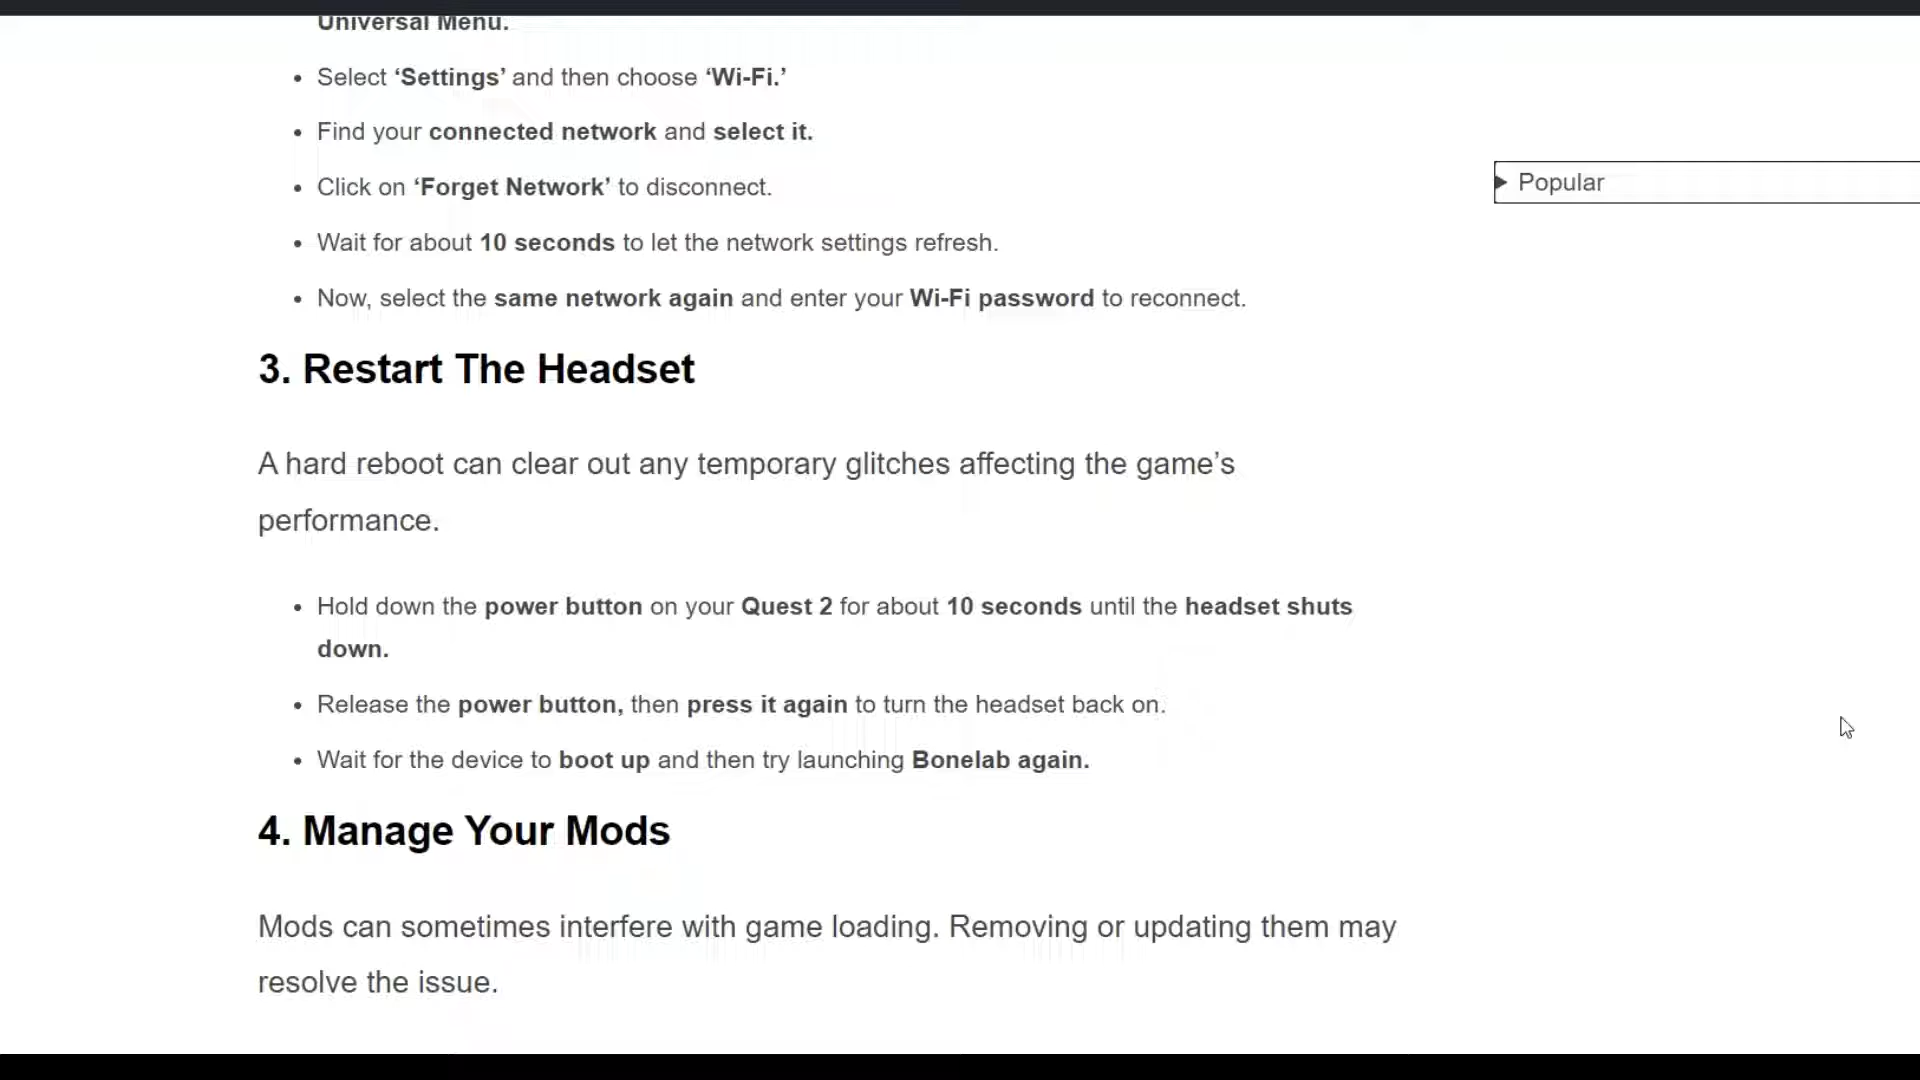 Universal Menu.
• Select ‘Settings’ and then choose ‘Wi-Fi.’
• Find your connected network and select it.
• Click on ‘Forget Network’ to disconnect.
Popular
• Wait for about 10 seconds to let the network settings refresh.
• Now, select the same network again and enter your Wi-Fi password to reconnect.
3. Restart The Headset
A hard reboot can clear out any temporary glitches affecting the game’s
performance.
• Hold down the power button on your Quest 2 for about 10 seconds until the headset shuts
down.
• Release the power button, then press it again to turn the headset back on.
• Wait for the device to boot up and then try launching Bonelab again.
4. Manage Your Mods
Mods can sometimes interfere with game loading. Removing or updating them may
resolve the issue.